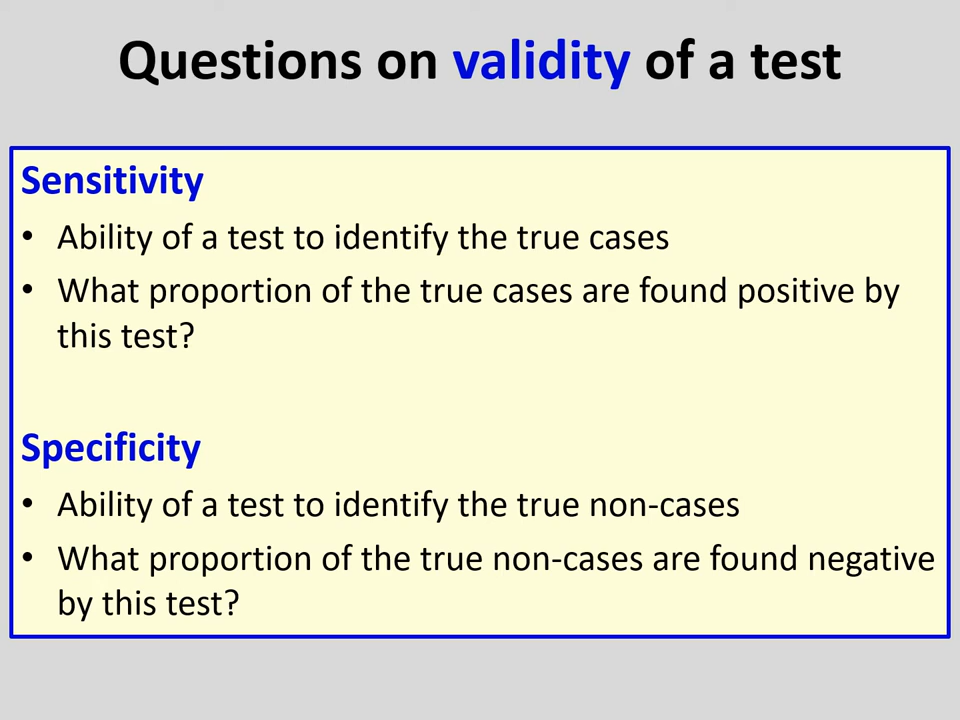 Questions on validity of a test
Sensitivity
• Ability of a test to identify the true cases
• What proportion of the true cases are found positive by
this test?
Specificity
• Ability of a test to identify the true non-cases
• What proportion of the true non-cases are found negative
by this test?